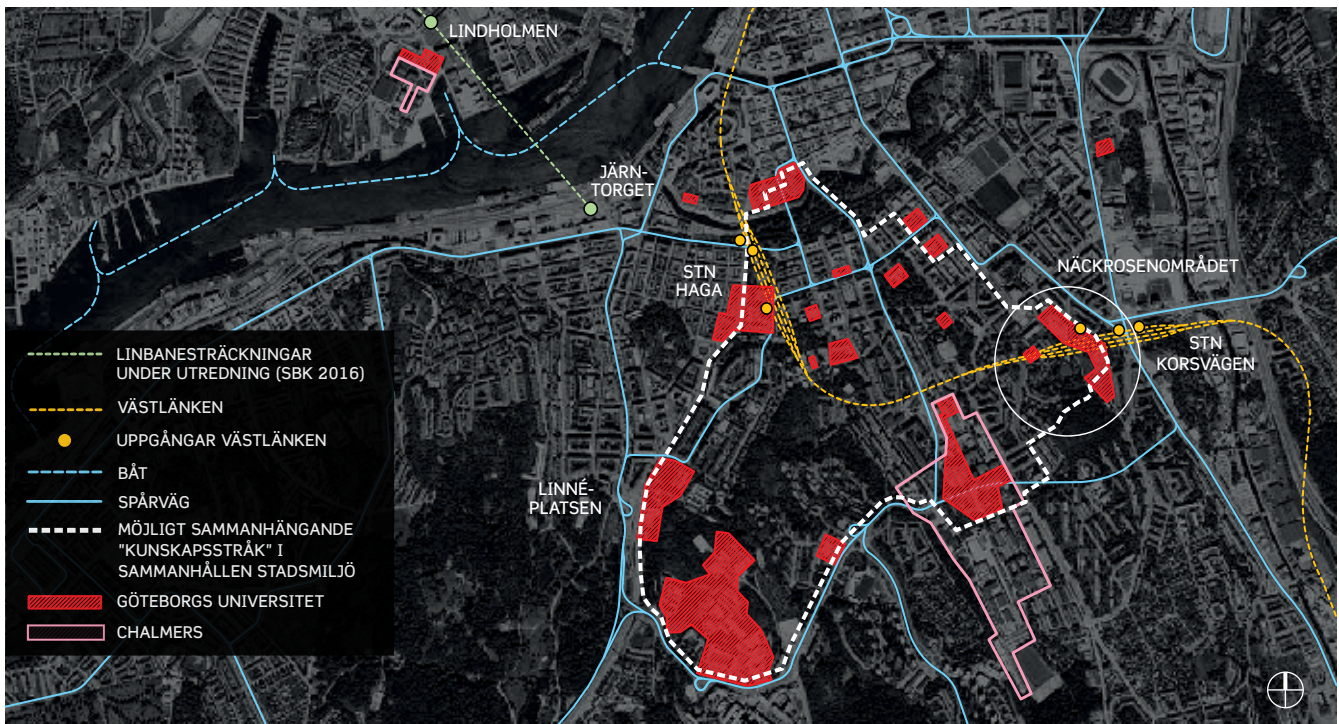 LINDHOLMEN
JÄRN-
TORGET
STN
HAGA
NÄCKROSENOMRÅDET
STN
KORSVÄGEN
LINNÉ-
PLATSEN
LINBANESTRÄCKNINGAR
UNDER UTREDNING (SBK 2016)
VÄSTLÄNKEN
UPPGÅNGAR VÄSTLÄNKEN
BÅT
SPÅRVÄG
MÖJLIGT SAMMANHÄNGANDE
"KUNSKAPSSTRÅK" I
SAMMANHÅLLEN STADSMILJÖ
GÖTEBORGS UNIVERSITET
CHALMERS